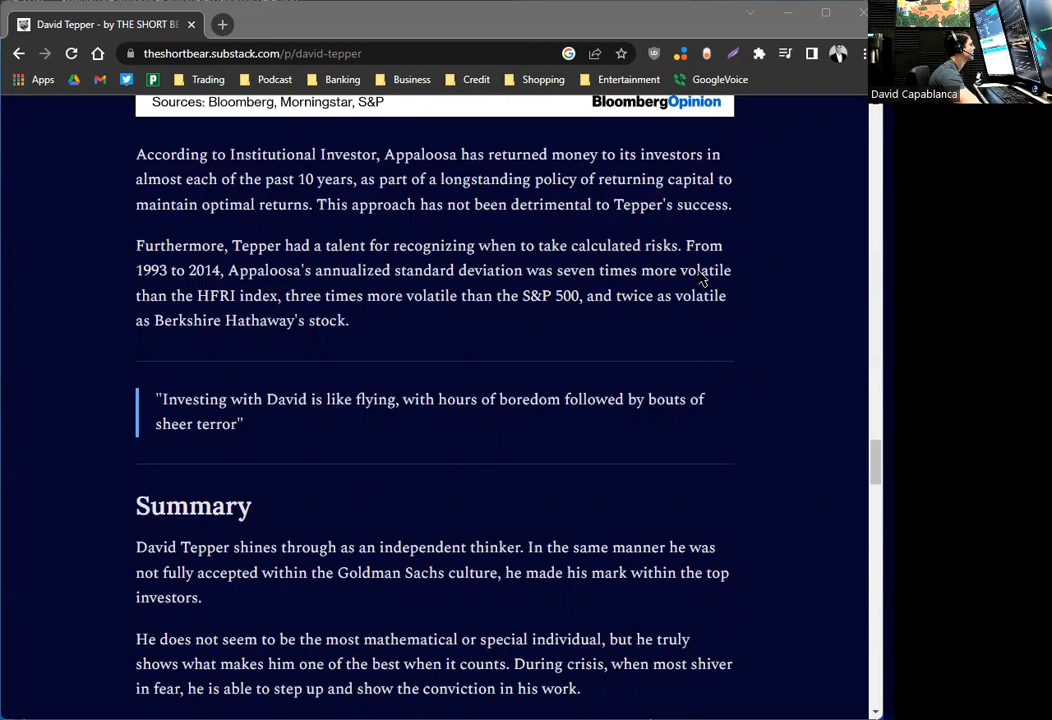 David Tepper - by THE SHORT BE
theshortbear.substack.com/p/david-tepper
Apps
Trading
Podcast
Banking
Business
Credit
Shopping
Entertainment
GoogleVoice
David Capablanca
Sources: Bloomberg, Morningstar, S&P
BloombergOpinion
According to Institutional Investor, Appaloosa has returned money to its investors in
almost each of the past 10 years, as part of a longstanding policy of returning capital to
maintain optimal returns. This approach has not been detrimental to Tepper's success.
Furthermore, Tepper had a talent for recognizing when to take calculated risks. From
1993 to 2014, Appaloosa's annualized standard deviation was seven times more volatile
than the HFRI index, three times more volatile than the S&P 500, and twice as volatile
as Berkshire Hathaway's stock.
"Investing with David is like flying, with hours of boredom followed by bouts of
sheer terror"
Summary
David Tepper shines through as an independent thinker. In the same manner he was
not fully accepted within the Goldman Sachs culture, he made his mark within the top
investors.
He does not seem to be the most mathematical or special individual, but he truly
shows what makes him one of the best when it counts. During crisis, when most shiver
in fear, he is able to step up and show the conviction in his work.